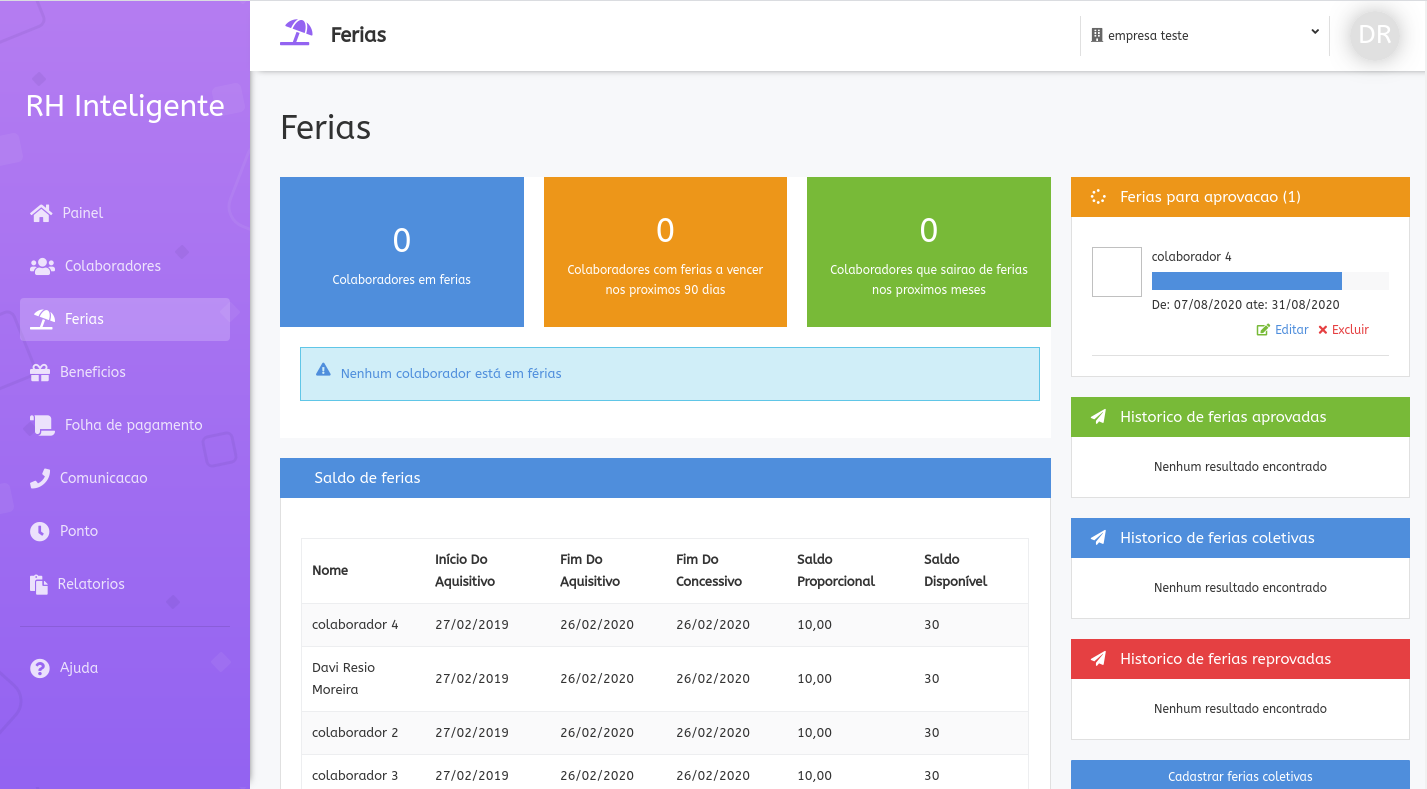 RH Inteligente
Painel
Colaboradores
Ferias
Beneficios
Folha de pagamento
Comunicacao
Ponto
Relatorios
Ajuda
Ferias
empresa teste
DR
Ferias
0
Colaboradores em ferias
0
Colaboradores com ferias a vencer
nos proximos 90 dias
0
Colaboradores que sairao de ferias
nos proximos meses
Nenhum colaborador está em férias
Saldo de ferias
Nome Início Do Aquisitivo Fim Do Aquisitivo Fim Do Concessivo Saldo Proporcional Saldo Disponível
colaborador 4 27/02/2019 26/02/2020 26/02/2020 10,00 30
Davi Resio Moreira 27/02/2019 26/02/2020 26/02/2020 10,00 30
colaborador 2 27/02/2019 26/02/2020 26/02/2020 10,00 30
colaborador 3 27/02/2019 26/02/2020 26/02/2020 10,00 30
Ferias para aprovacao (1)
colaborador 4
De: 07/08/2020 ate: 31/08/2020
Editar Excluir
Historico de ferias aprovadas
Nenhum resultado encontrado
Historico de ferias coletivas
Nenhum resultado encontrado
Historico de ferias reprovadas
Nenhum resultado encontrado
Cadastrar ferias coletivas